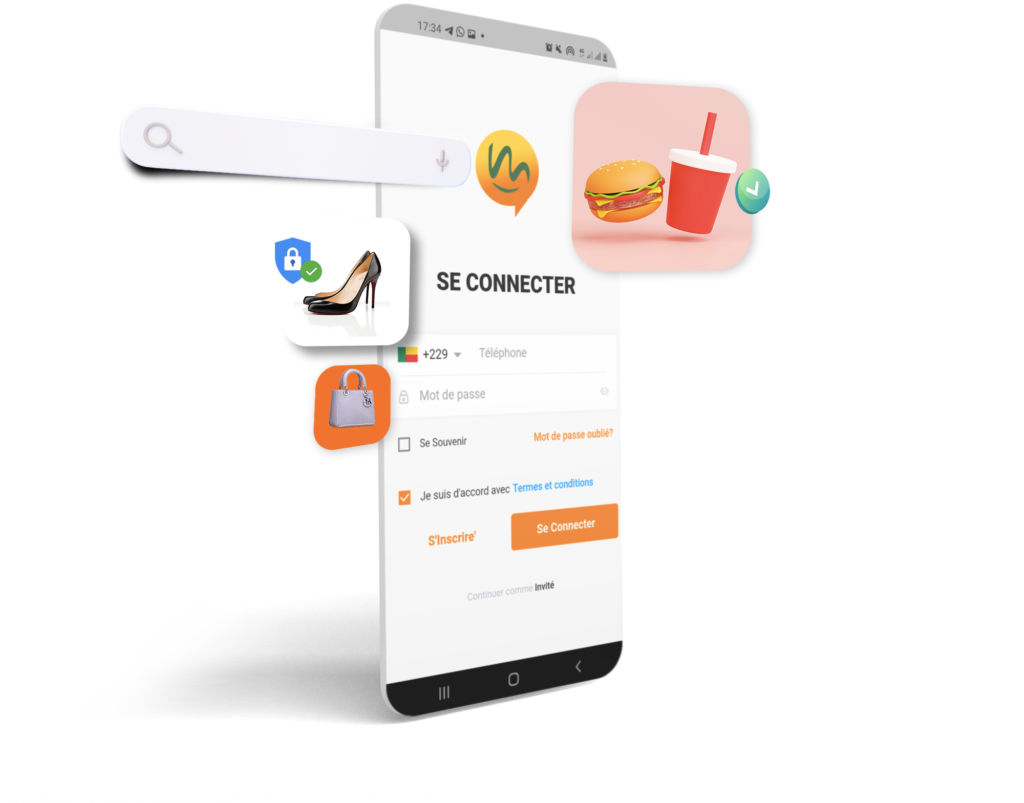 17:34
SE CONNECTER
+229 Téléphone
Mot de passe
Se Souvenir Mot de passe oublié?
Je suis d'accord avec Termes et conditions
S'Inscrire' Se Connecter
Continuer comme Invité